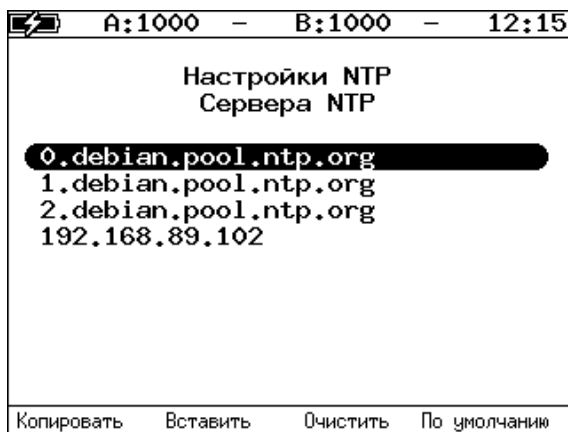 A:1000 – B:1000 – 12:15
Настройки NTP
Сервера NTP
0.debian.pool.ntp.org
1.debian.pool.ntp.org
2.debian.pool.ntp.org
192.168.89.102
Копировать Вставить Очистить По умолчанию